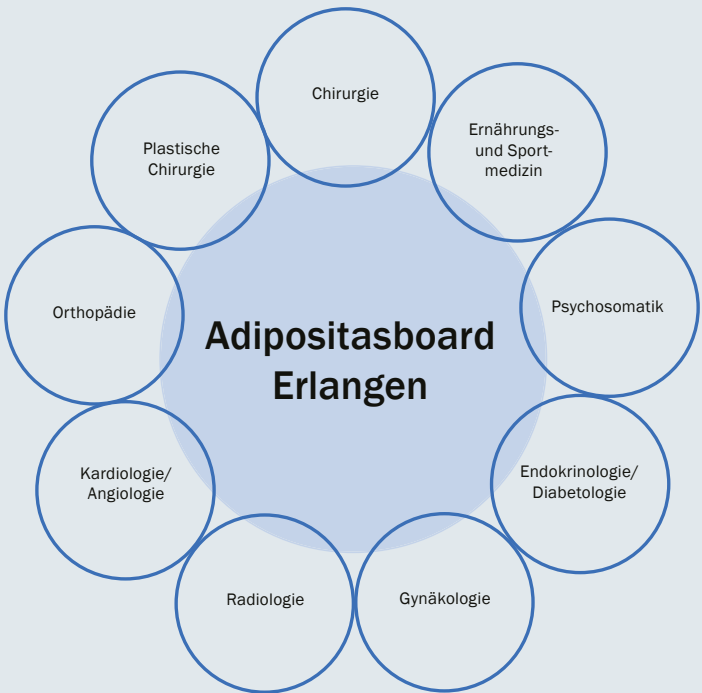 Chirurgie
Ernährungs-
und Sport-
medizin
Psychosomatik
Endokrinologie/
Diabetologie
Gynäkologie
Radiologie
Kardiologie/
Angiologie
Orthopädie
Plastische
Chirurgie
Adipositasboard
Erlangen